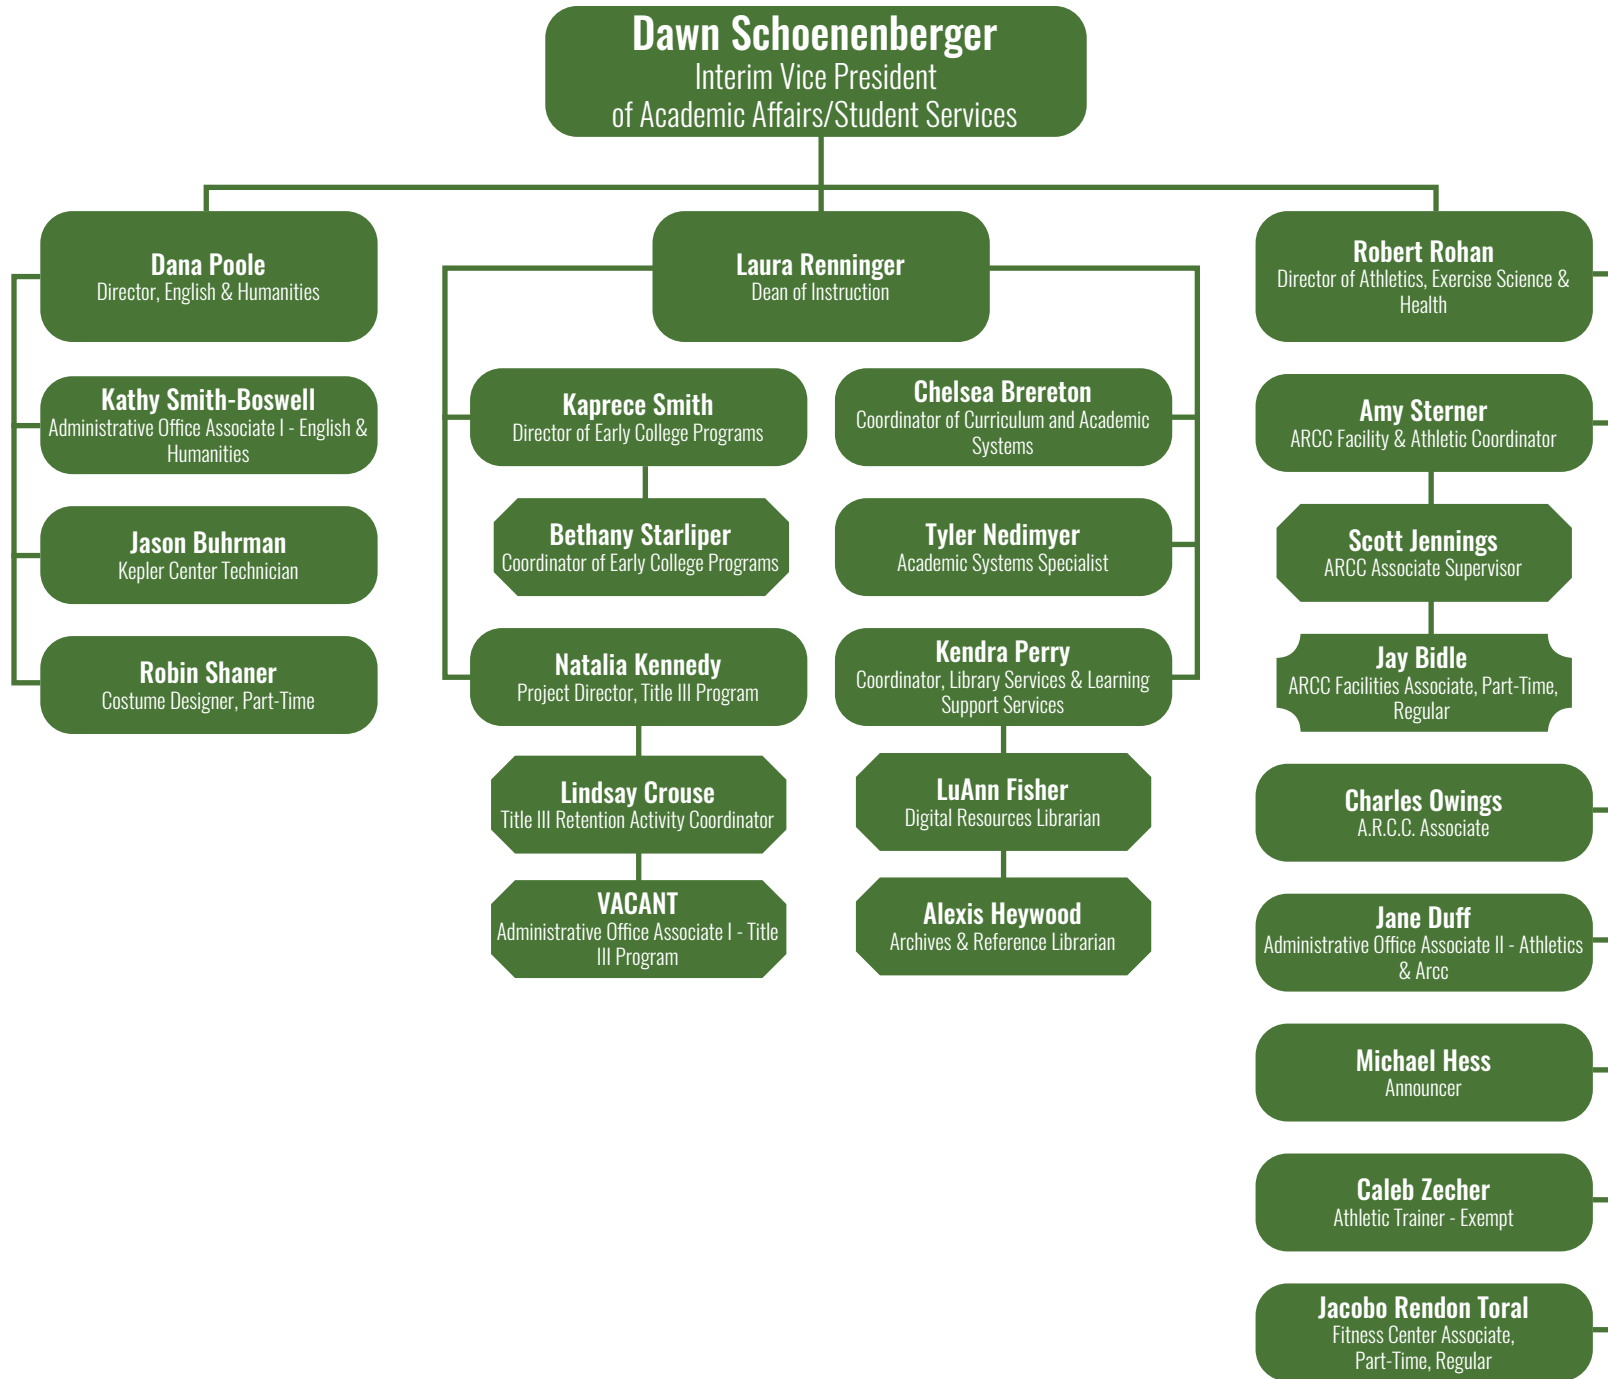 Dawn Schoenenberger
Interim Vice President
of Academic Affairs/Student Services
Dana Poole
Director, English & Humanities
Kathy Smith-Boswell
Administrative Office Associate I - English &
Humanities
Jason Buhrman
Kepler Center Technician
Robin Shaner
Costume Designer, Part-Time
Laura Renninger
Dean of Instruction
Kaprece Smith
Director of Early College Programs
Bethany Starliper
Coordinator of Early College Programs
Natalia Kennedy
Project Director, Title III Program
Lindsay Crouse
Title III Retention Activity Coordinator
VACANT
Administrative Office Associate I - Title
III Program
Chelsea Brereton
Coordinator of Curriculum and Academic
Systems
Tyler Nedimyer
Academic Systems Specialist
Kendra Perry
Coordinator, Library Services & Learning
Support Services
LuAnn Fisher
Digital Resources Librarian
Alexis Heywood
Archives & Reference Librarian
Robert Rohan
Director of Athletics, Exercise Science &
Health
Amy Sterner
ARCC Facility & Athletic Coordinator
Scott Jennings
ARCC Associate Supervisor
Jay Bidle
ARCC Facilities Associate, Part-Time,
Regular
Charles Owings
A.R.C.C. Associate
Jane Duff
Administrative Office Associate II - Athletics
& Arcc
Michael Hess
Announcer
Caleb Zecher
Athletic Trainer - Exempt
Jacobo Rendon Toral
Fitness Center Associate,
Part-Time, Regular